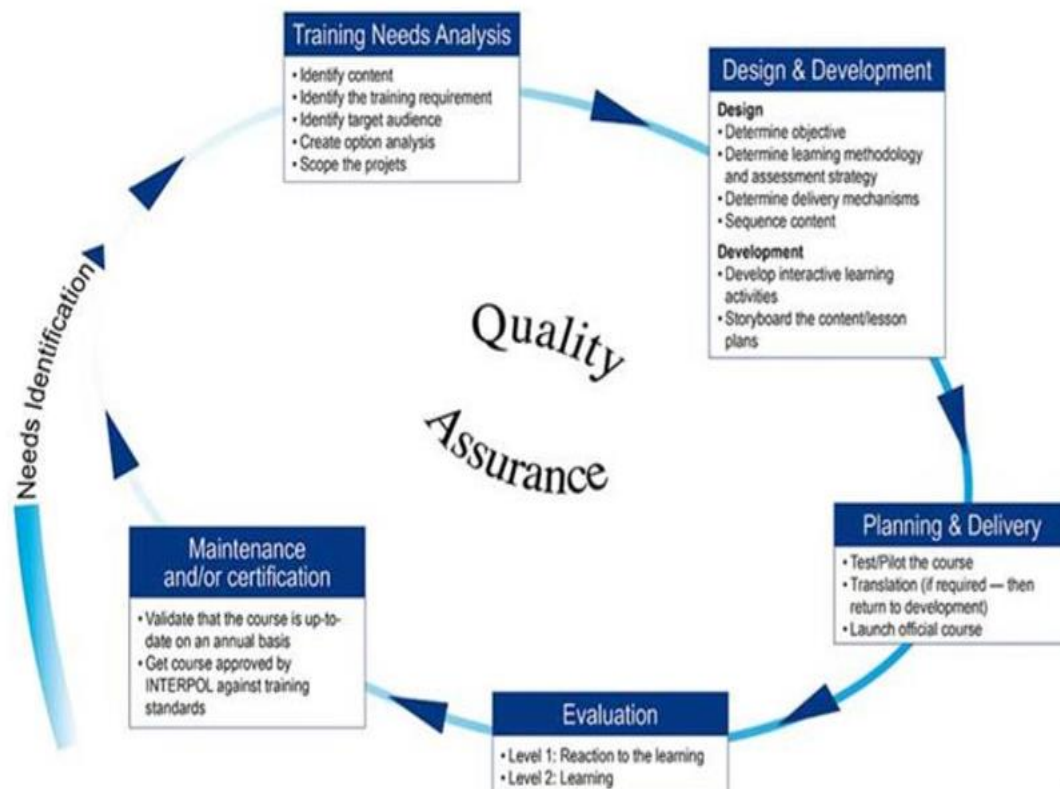 Training Needs Analysis
• Identify content
• Identify the training requirement
• Identify target audience
• Create option analysis
• Scope the projets
Design & Development
Design
• Determine objective
• Determine learning methodology
and assessment strategy
• Determine delivery mechanisms
• Sequence content
Development
• Develop interactive learning
activities
• Storyboard the content/lesson
plans
Planning & Delivery
• Test/Pilot the course
• Translation (if required — then
return to development)
• Launch official course
Evaluation
• Level 1: Reaction to the learning
• Level 2: Learning
Maintenance
and/or certification
• Validate that the course is up-to-
date on an annual basis
• Get course approved by
INTERPOL against training
standards
Needs Identification
Quality
Assurance